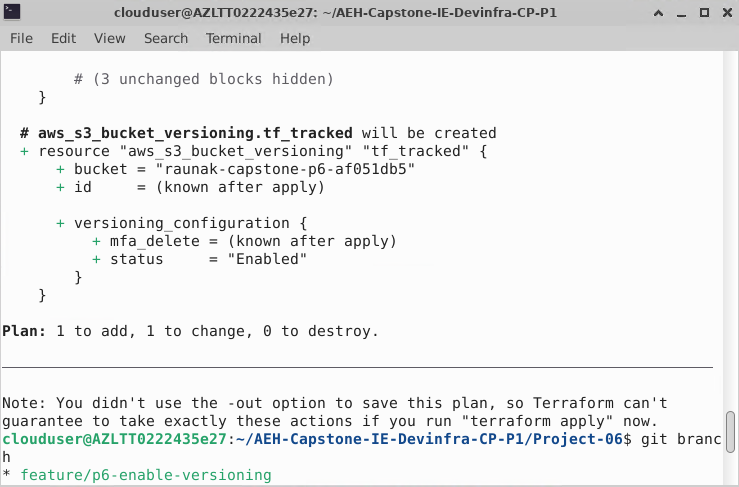 clouduser@AZLTT0222435e27: ~/AEH-Capstone-IE-Devinfra-CP-P1
File Edit View Search Terminal Help
# (3 unchanged blocks hidden)
}
# aws_s3_bucket_versioning.tf_tracked will be created
+ resource "aws_s3_bucket_versioning" "tf_tracked" {
+ bucket = "raunak-capstone-p6-af051db5"
+ id     = (known after apply)
+ versioning_configuration {
+ mfa_delete = (known after apply)
+ status     = "Enabled"
}
}
Plan: 1 to add, 1 to change, 0 to destroy.
Note: You didn't use the -out option to save this plan, so Terraform can't
guarantee to take exactly these actions if you run "terraform apply" now.
clouduser@AZLTT0222435e27:~/AEH-Capstone-IE-Devinfra-CP-P1/Project-06$ git branc
h
* feature/p6-enable-versioning